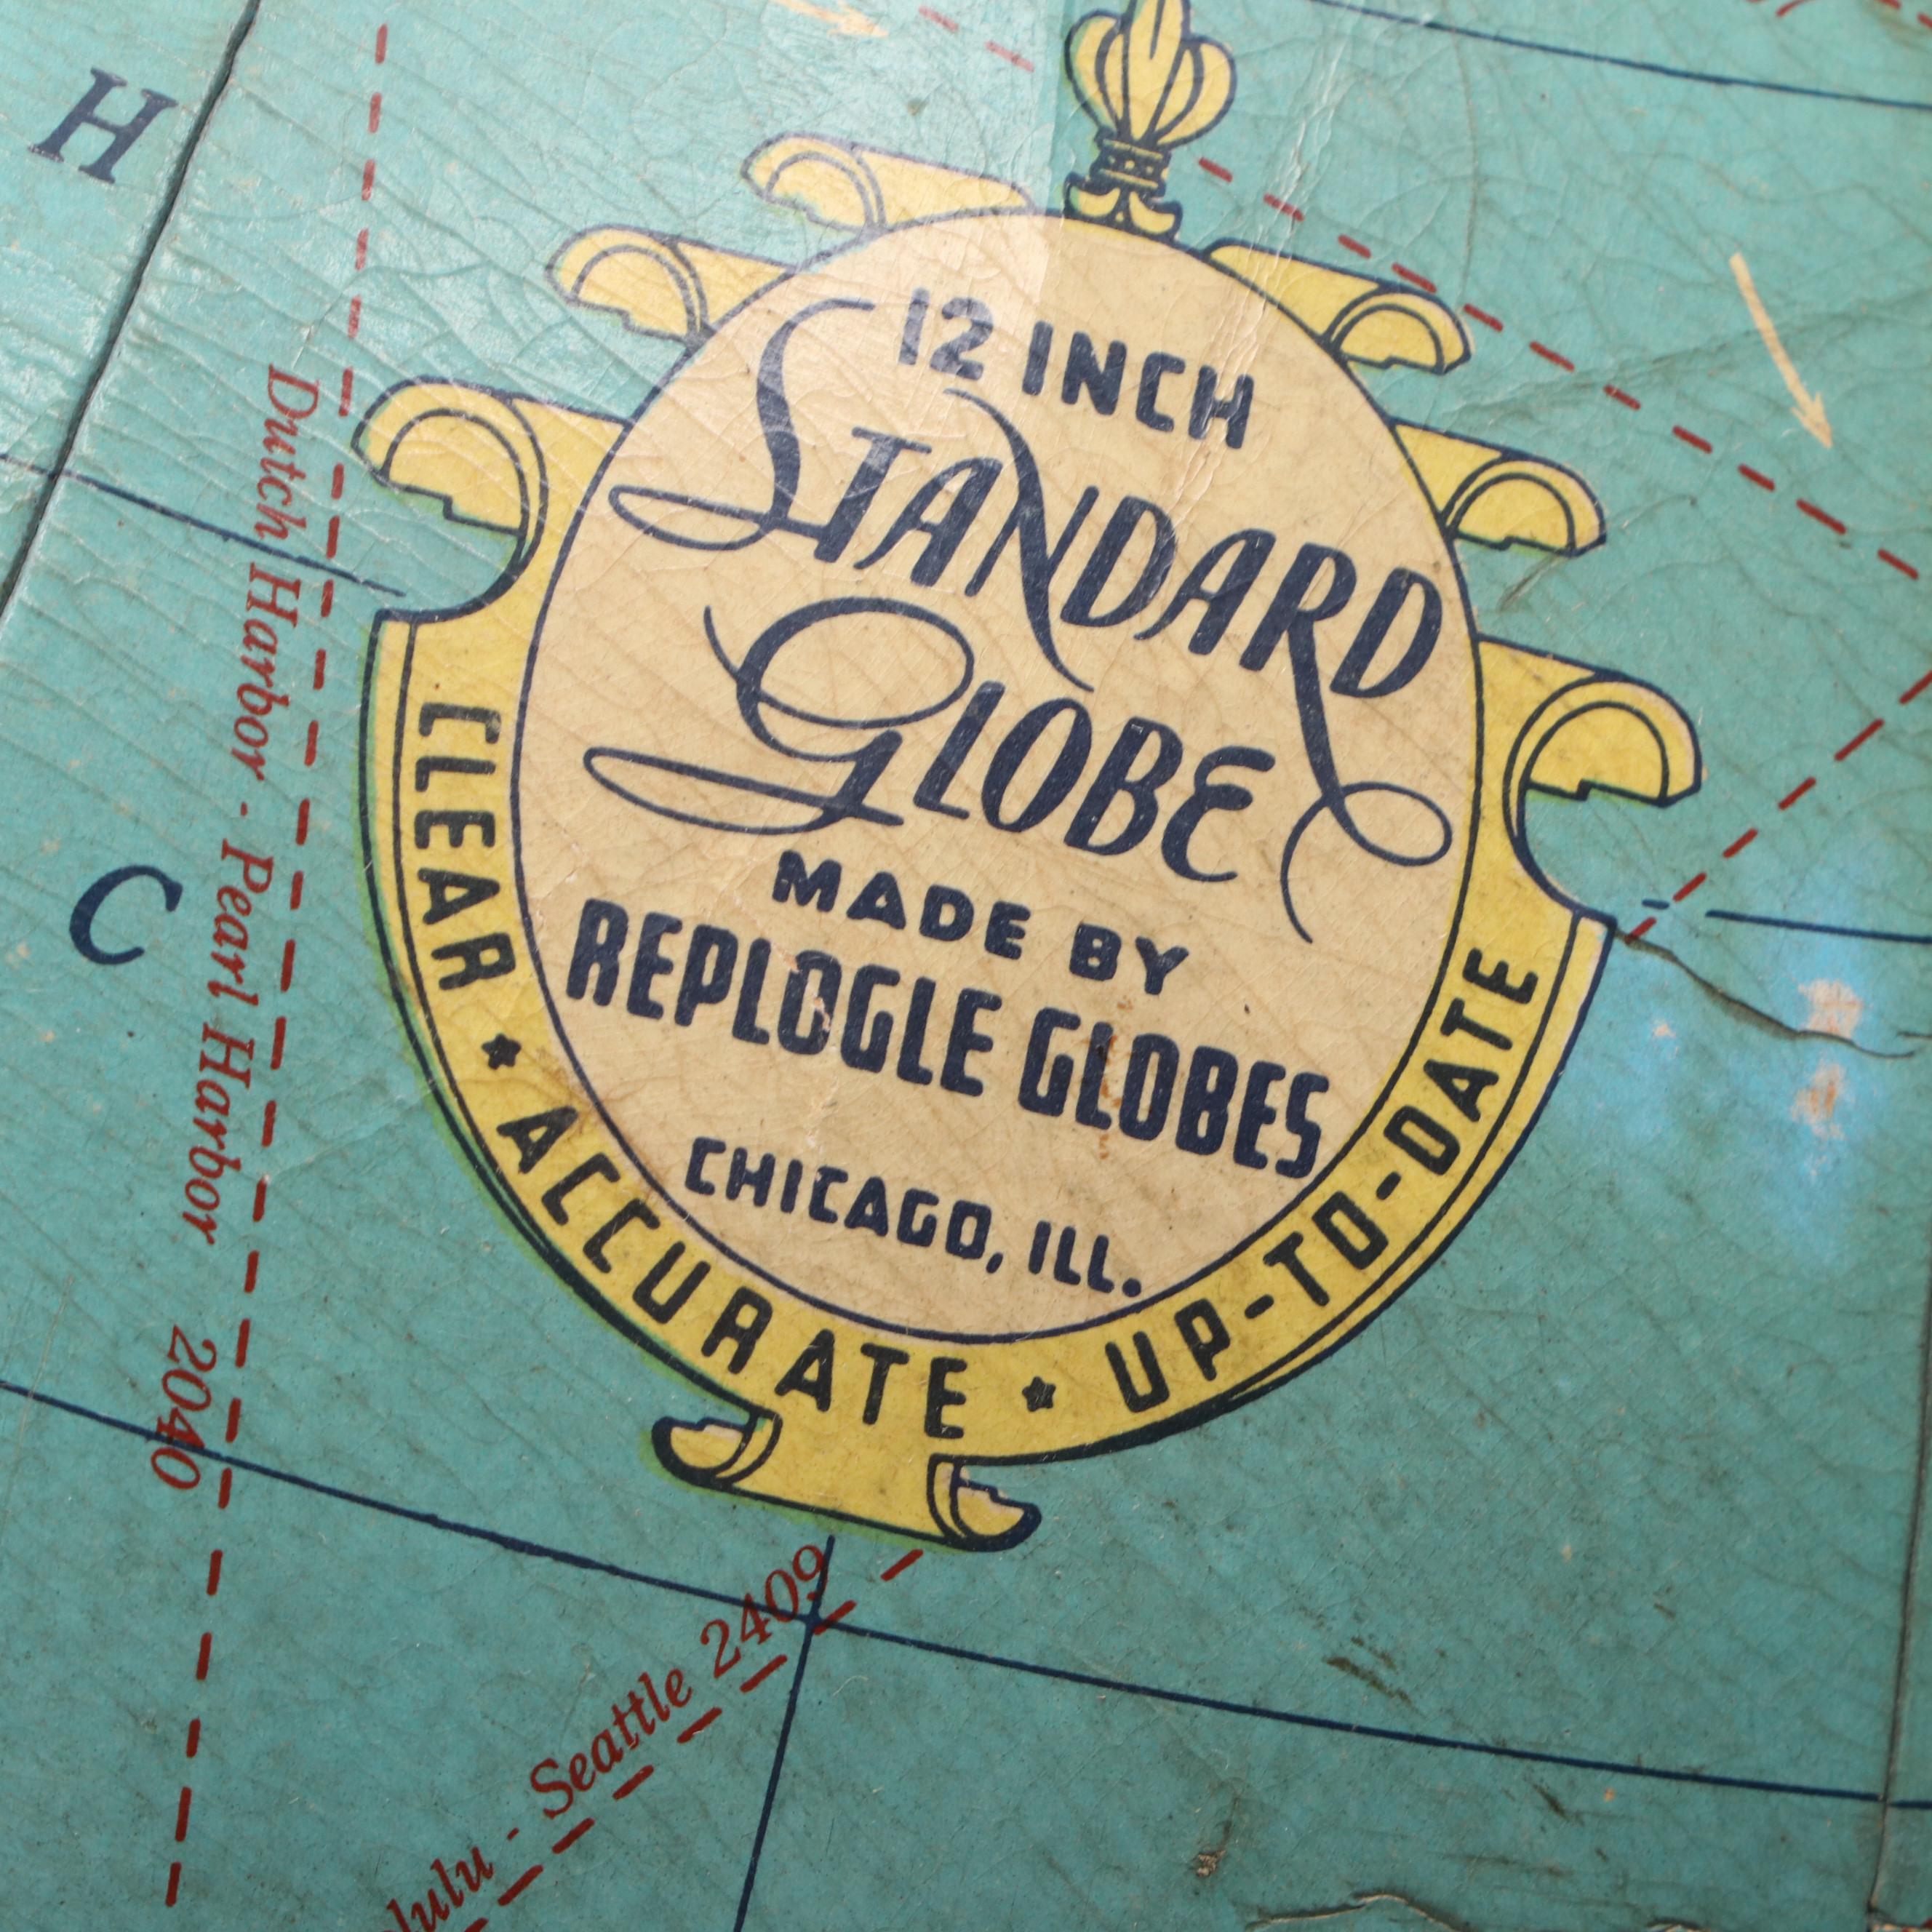 H
C
12 INCH
STANDARD
GLOBE
MADE BY
REPLOGLE GLOBES
CHICAGO, ILL.
CLEAR ★ ACCURATE ★ UP-TO-DATE
Dutch Harbor - Pearl Harbor 2040
lulu - Seattle 2409